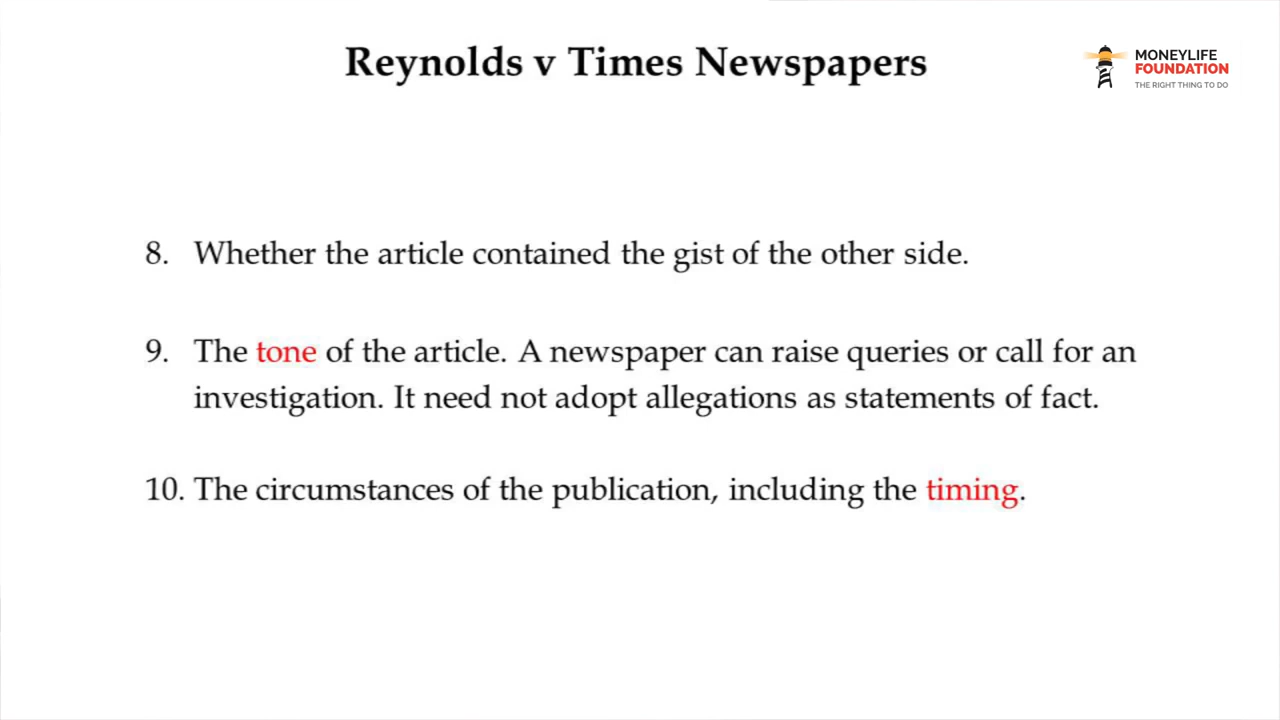 Reynolds v Times Newspapers
MONEYLIFE
FOUNDATION
THE RIGHT THING TO DO
8. Whether the article contained the gist of the other side.
9. The tone of the article. A newspaper can raise queries or call for an
investigation. It need not adopt allegations as statements of fact.
10. The circumstances of the publication, including the timing.